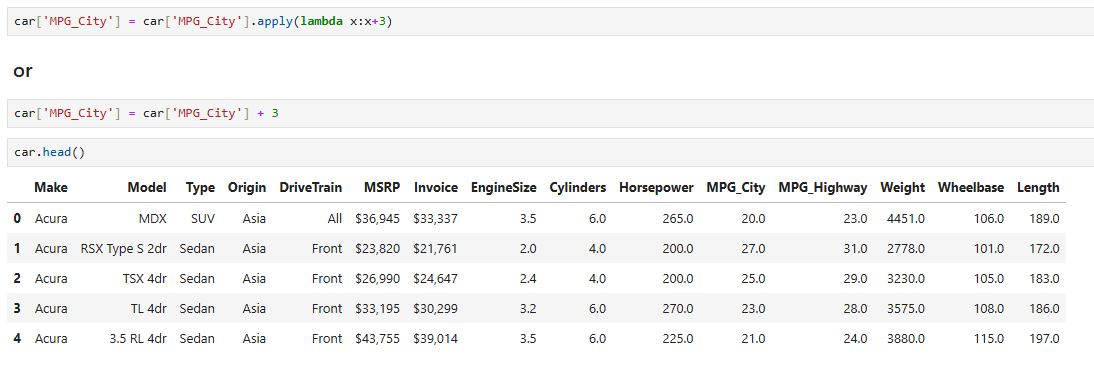 car['MPG_City'] = car['MPG_City'].apply(lambda x:x+3)
or
car['MPG_City'] = car['MPG_City'] + 3
car.head()
Make Model Type Origin DriveTrain MSRP Invoice EngineSize Cylinders Horsepower MPG_City MPG_Highway Weight Wheelbase Length
0 Acura MDX SUV Asia All $36,945 $33,337 3.5 6.0 265.0 20.0 23.0 4451.0 106.0 189.0
1 Acura RSX Type S 2dr Sedan Asia Front $23,820 $21,761 2.0 4.0 200.0 27.0 31.0 2778.0 101.0 172.0
2 Acura TSX 4dr Sedan Asia Front $26,990 $24,647 2.4 4.0 200.0 25.0 29.0 3230.0 105.0 183.0
3 Acura TL 4dr Sedan Asia Front $33,195 $30,299 3.2 6.0 270.0 23.0 28.0 3575.0 108.0 186.0
4 Acura 3.5 RL 4dr Sedan Asia Front $43,755 $39,014 3.5 6.0 225.0 21.0 24.0 3880.0 115.0 197.0